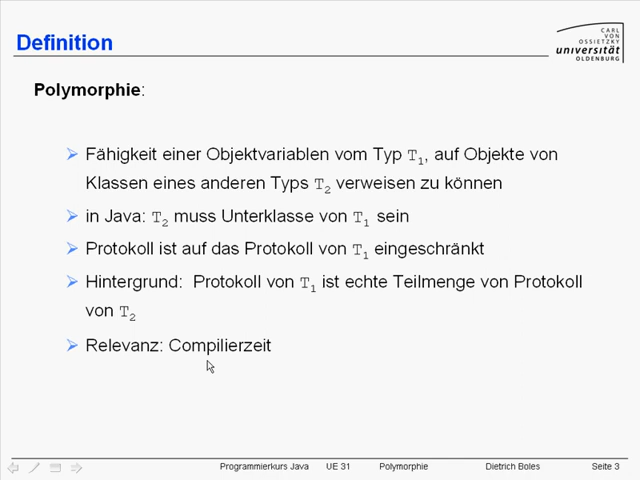 Definition
CARL
VON
OSSIETZKY
universität
OLDENBURG
Polymorphie:
Fähigkeit einer Objektvariablen vom Typ T1, auf Objekte von
Klassen eines anderen Typs T2 verweisen zu können
in Java: T2 muss Unterklasse von T1 sein
Protokoll ist auf das Protokoll von T1 eingeschränkt
Hintergrund: Protokoll von T1 ist echte Teilmenge von Protokoll
von T2
Relevanz: Compilierzeit
Programmierkurs Java UE 31 Polymorphie Dietrich Boles Seite 3